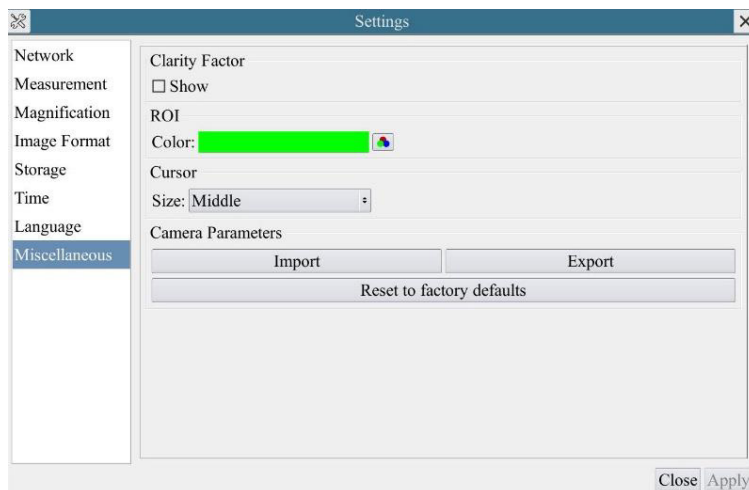 Settings
Network
Measurement
Magnification
Image Format
Storage
Time
Language
Miscellaneous
Clarity Factor
Show
ROI
Color:
Cursor
Size: Middle
Camera Parameters
Import Export
Reset to factory defaults
Close Apply